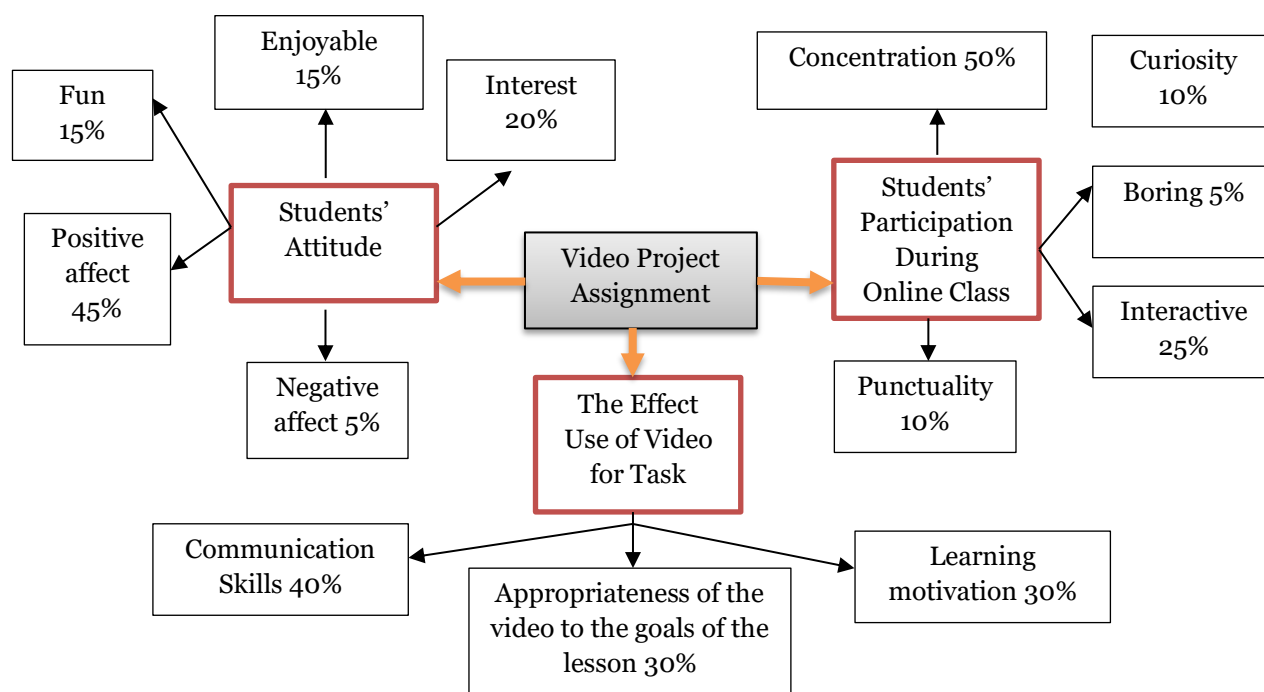 Enjoyable
15%
Fun
15%
Interest
20%
Students’
Attitude
Positive
affect
45%
Negative
affect 5%
Video Project
Assignment
Concentration 50%
Curiosity
10%
Students’
Participation
During
Online Class
Boring 5%
Interactive
25%
Punctuality
10%
The Effect
Use of Video
for Task
Communication
Skills 40%
Appropriateness of the
video to the goals of the
lesson 30%
Learning
motivation 30%